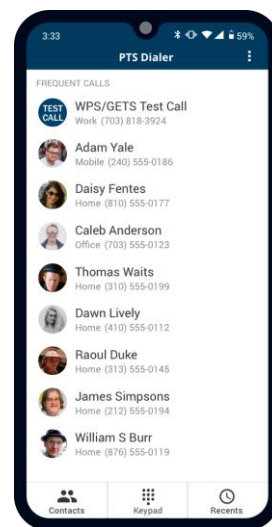 3:33
59%
PTS Dialer
FREQUENT CALLS
TEST
CALL
WPS/GETS Test Call
Work (703) 818-3924
Adam Yale
Mobile (240) 555-0186
Daisy Fentes
Home (810) 555-0177
Caleb Anderson
Office (703) 555-0123
Thomas Waits
Home (310) 555-0199
Dawn Lively
Home (410) 555-0112
Raoul Duke
Home (313) 555-0145
James Simpsons
Home (212) 555-0194
William S Burr
Home (876) 555-0119
Contacts
Keypad
Recents